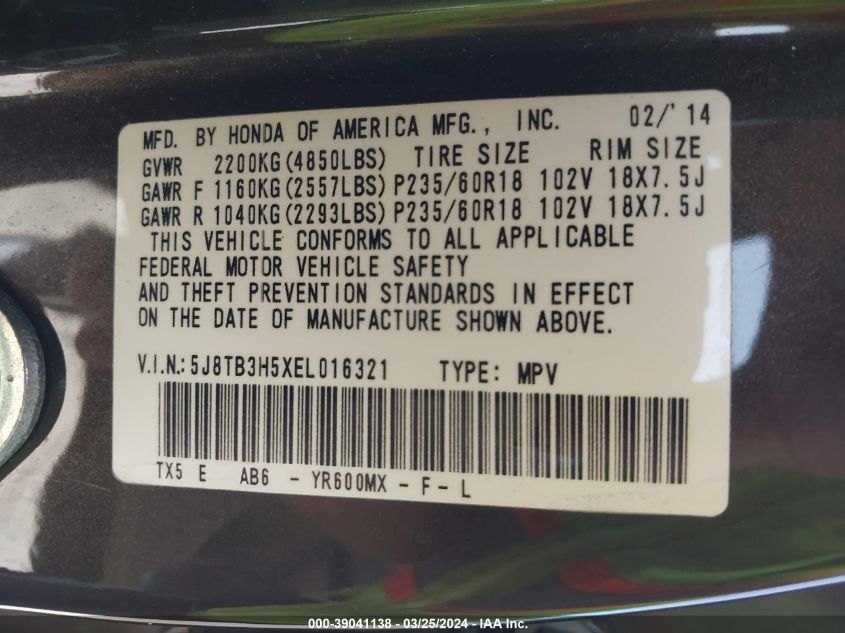 MFD. BY HONDA OF AMERICA MFG., INC. 02/'14
GVWR 2200KG(4850LBS) TIRE SIZE RIM SIZE
GAWR F 1160KG(2557LBS) P235/60R18 102V 18X7.5J
GAWR R 1040KG(2293LBS) P235/60R18 102V 18X7.5J
THIS VEHICLE CONFORMS TO ALL APPLICABLE
FEDERAL MOTOR VEHICLE SAFETY
AND THEFT PREVENTION STANDARDS IN EFFECT
ON THE DATE OF MANUFACTURE SHOWN ABOVE.
V.I.N.:5J8TB3H5XEL016321 TYPE: MPV
TX5 E AB6 - YR600MX - F - L
000-39041138 — 03/25/2024 — IAA Inc.